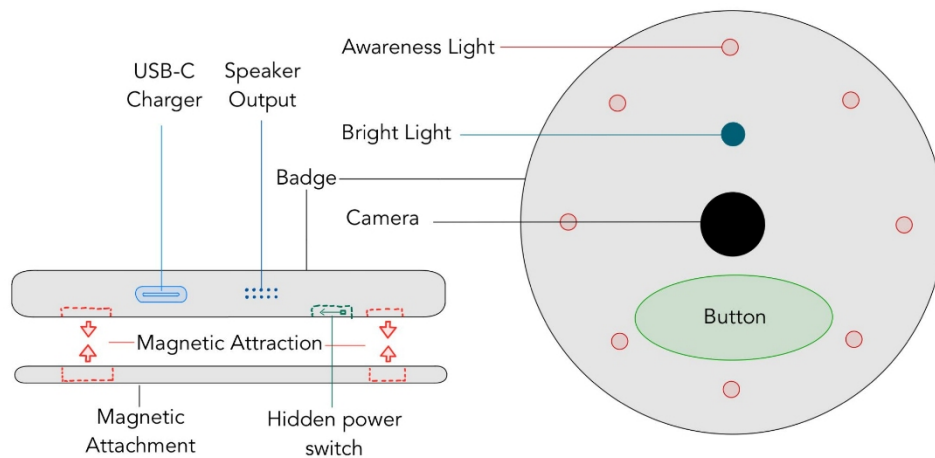 Awareness Light
USB-C
Charger
Speaker
Output
Bright Light
Badge
Camera
Button
Magnetic Attraction
Magnetic
Attachment
Hidden power
switch